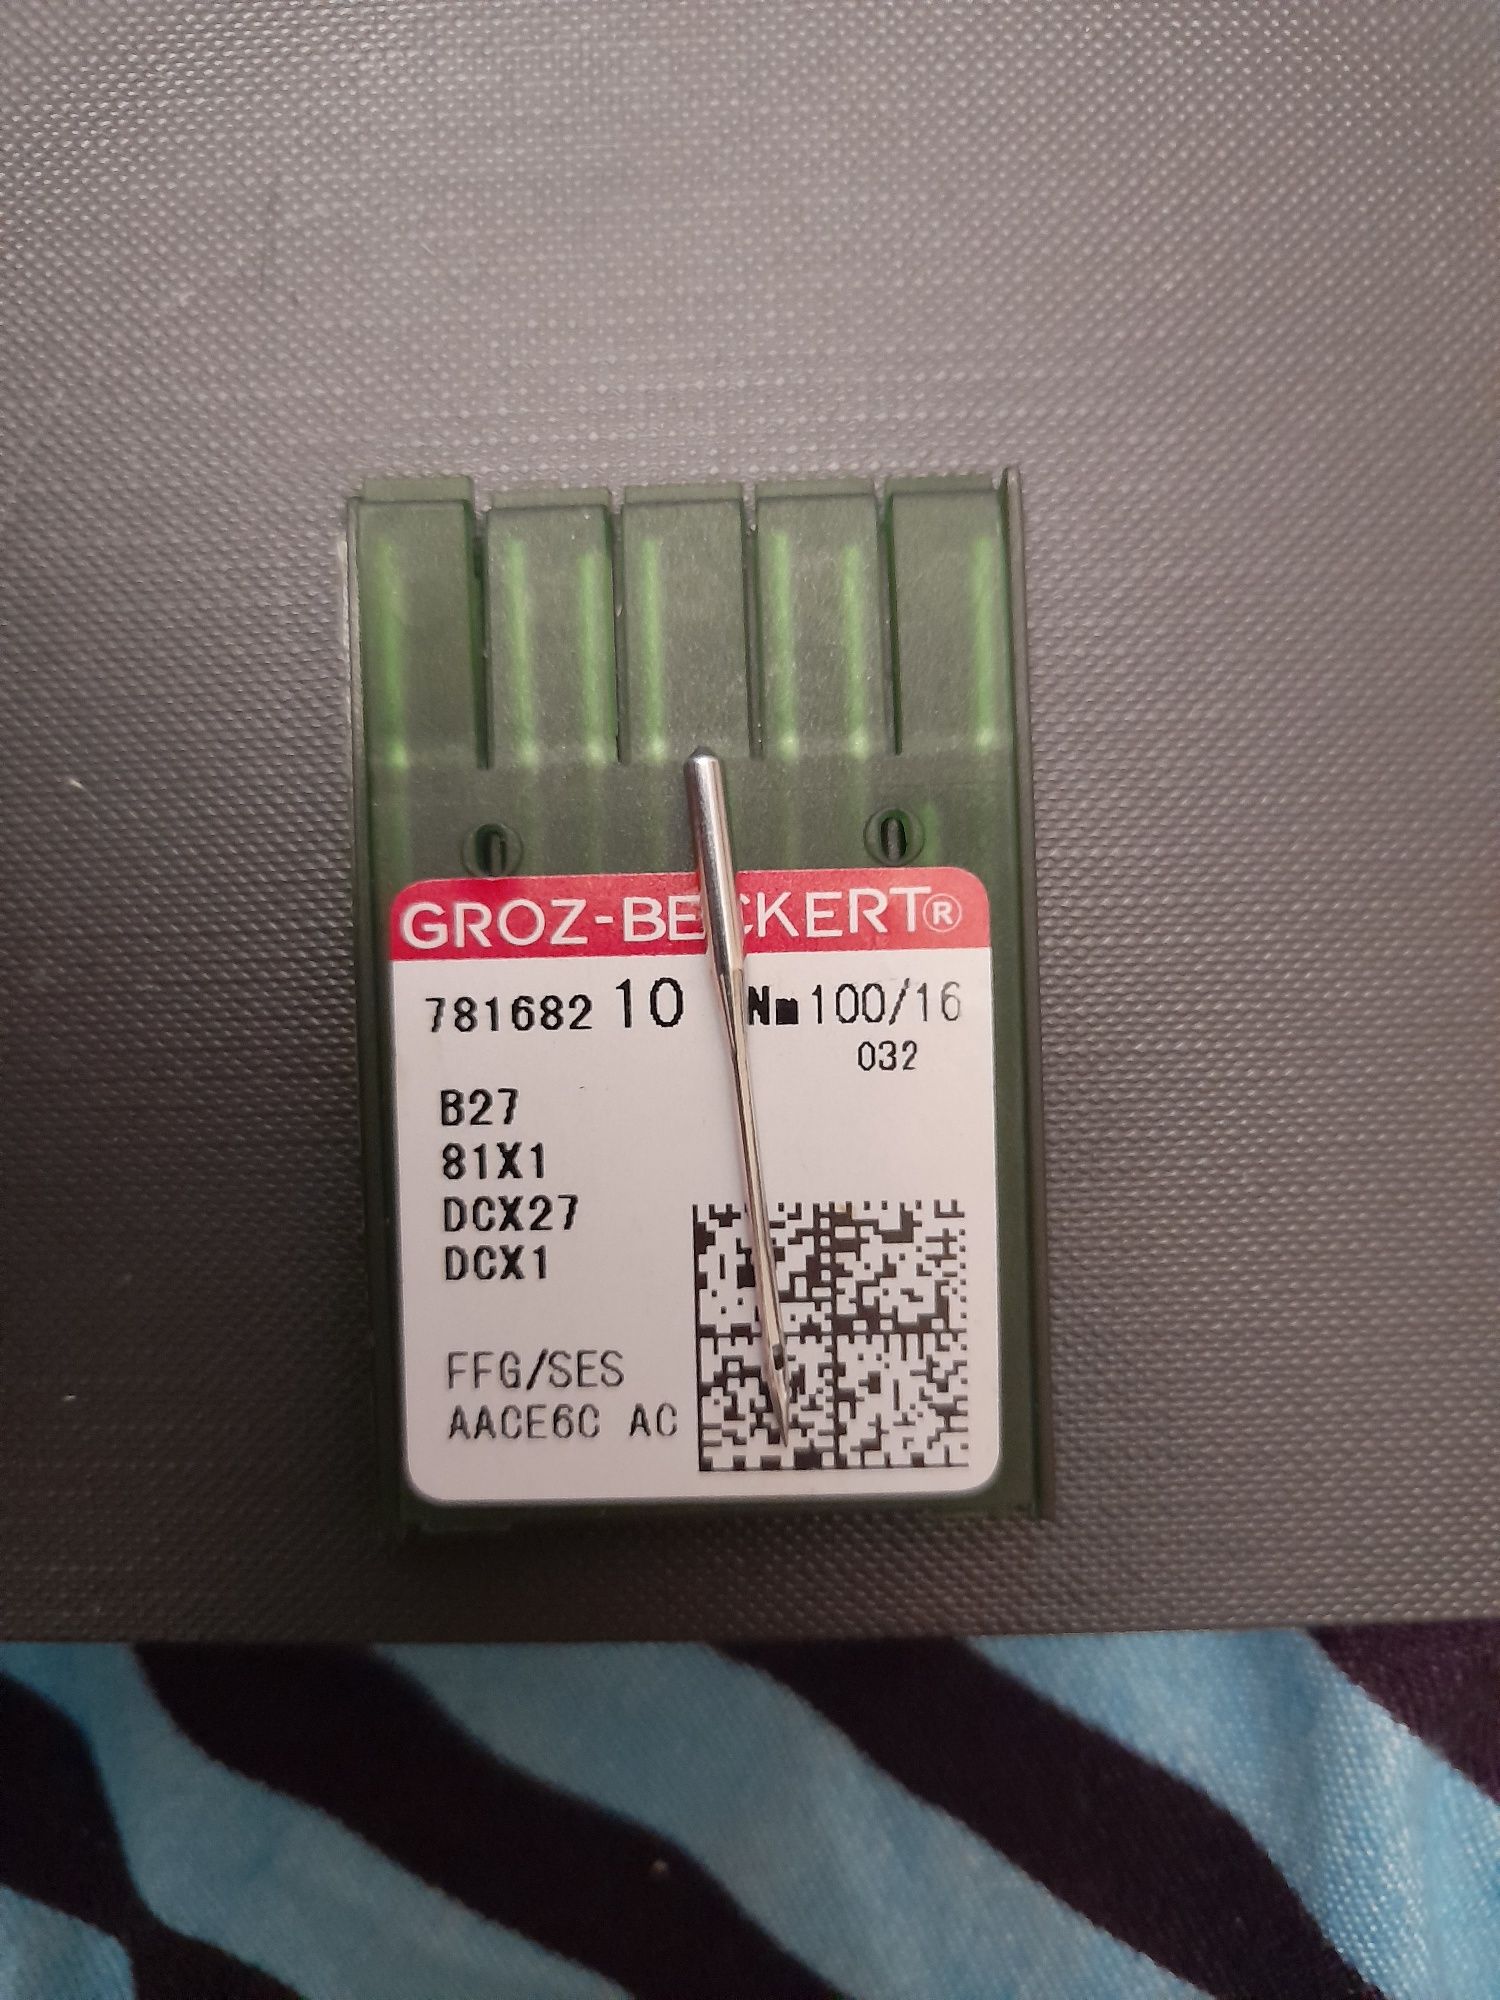 GROZ-BECKERT®
781682 10 Nm 100/16
032
B27
81X1
DCX27
DCX1
FFG/SES
AACE6C AC